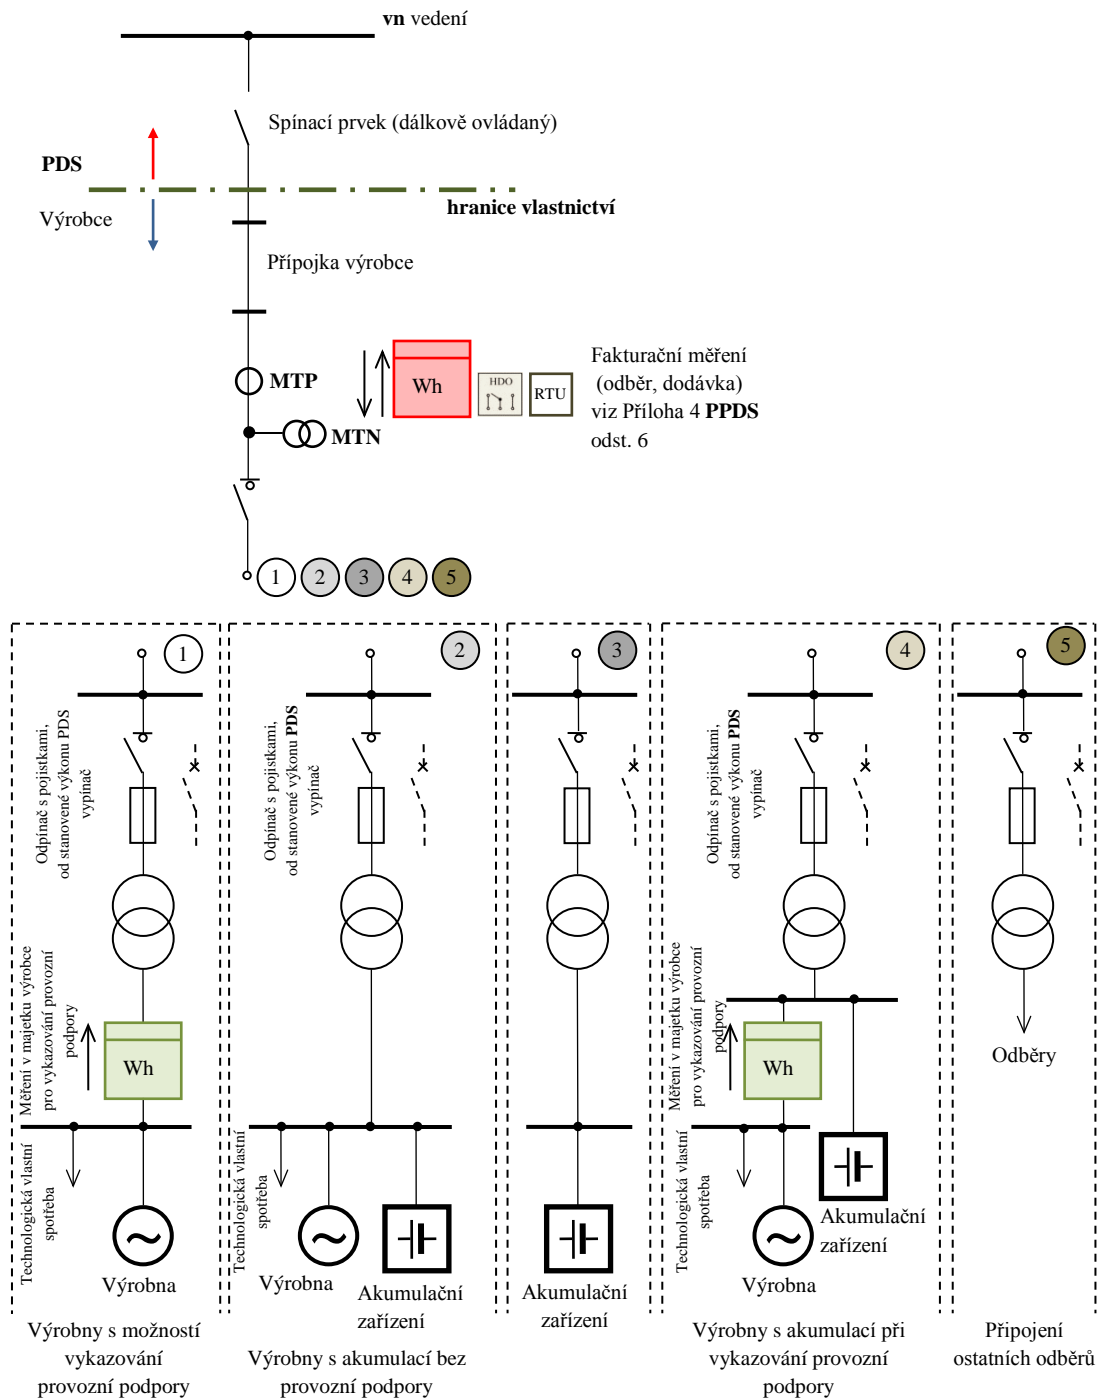 vn vedení
Spínací prvek (dálkově ovládaný)
PDS
hranice vlastnictví
Výrobce
Přípojka výrobce
MTP
Wh
HDO
RTU
Fakturační měření
(odběr, dodávka)
viz Příloha 4 PPDS
odst. 6
MTN
1 2 3 4 5
1
Odpínač s pojistkami,
od stanovené výkonu PDS
vypínač
Měření v majetku výrobce
pro vykazování provozní
podpory
Wh
Technologická vlastní
spotřeba
Výrobna
Výrobny s možností
vykazování
provozní podpory
2
Odpínač s pojistkami,
od stanovené výkonu PDS
vypínač
Technologická vlastní
spotřeba
Výrobna
Akumulační
zařízení
Výrobny s akumulací bez
provozní podpory
3
Akumulační
zařízení
4
Odpínač s pojistkami,
od stanovené výkonu PDS
vypínač
Měření v majetku výrobce
pro vykazování provozní
podpory
Wh
Technologická vlastní
spotřeba
Výrobna
Akumulační
zařízení
Výrobny s akumulací při
vykazování provozní
podpory
5
Odběry
Připojení
ostatních odběrů